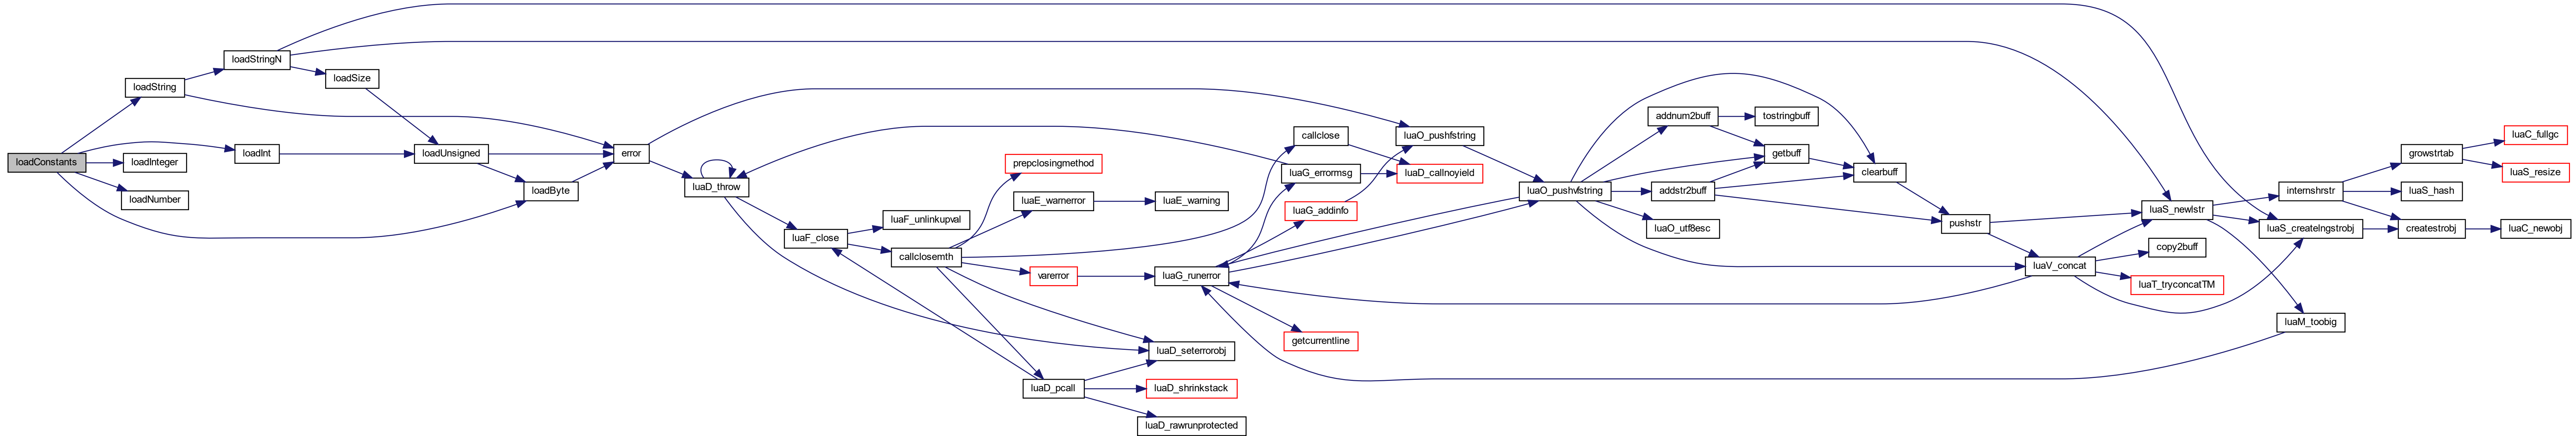 loadConstants
loadString
loadInt
loadInteger
loadNumber
loadStringN
loadSize
loadUnsigned
loadByte
error
luaD_throw
luaF_close
luaF_unlinkupval
callclosemth
prepclosingmethod
luaE_warnerror
luaE_warning
varerror
luaD_pcall
luaD_seterrorobj
luaD_shrinkstack
luaD_rawrunprotected
luaG_runerror
callclose
luaG_errormsg
luaG_addinfo
getcurrentline
luaO_pushfstring
luaD_callnoyield
luaO_pushvfstring
addnum2buff
addstr2buff
luaO_utf8esc
tostringbuff
getbuff
clearbuff
pushstr
luaV_concat
luaS_newlstr
copy2buff
luaT_tryconcatTM
internshrstr
luaS_createlngstrobj
luaM_toobig
growstrtab
luaS_hash
createstrobj
luaC_fullgc
luaS_resize
luaC_newobj